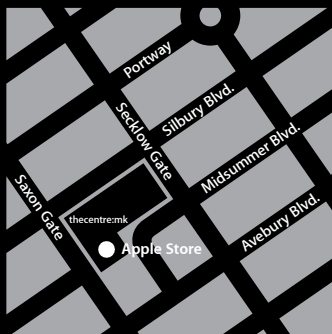 Portway
Silbury Blvd.
Secklow Gate
Midsummer Blvd.
Saxon Gate
Avebury Blvd.
thecentre:mk
Apple Store